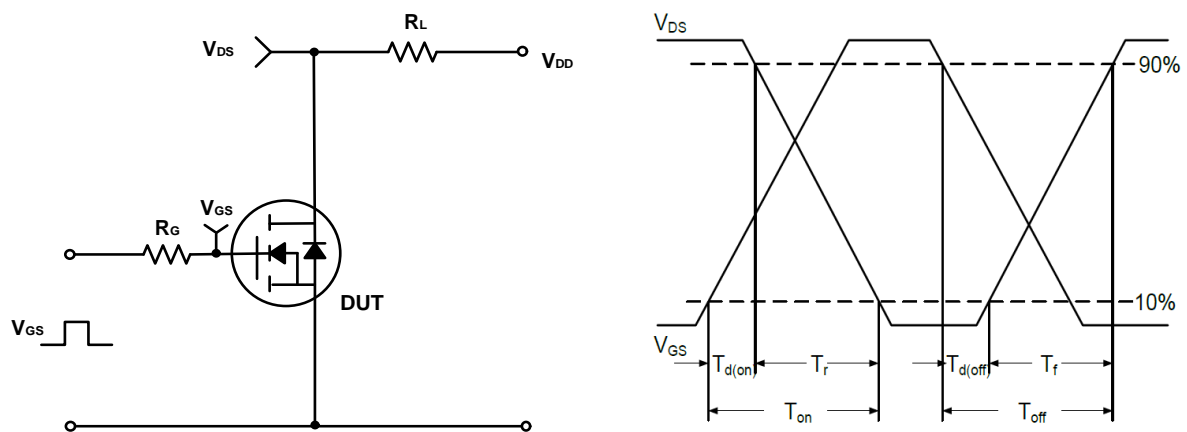 RL
VDS
VDD
VGS
RG
DUT
VGS
VDS
90%
10%
VGS
Td(on)
Tr
Td(off)
Tf
Ton
Toff